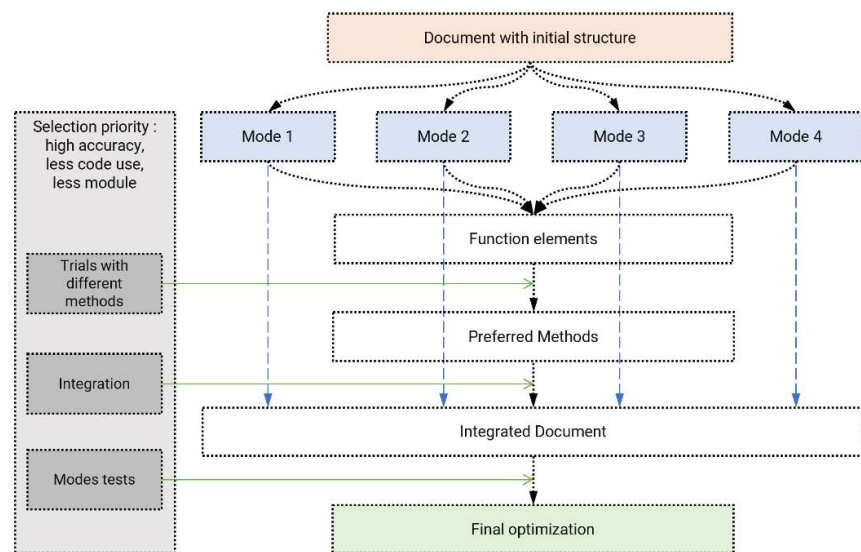 Document with initial structure
Selection priority :
high accuracy,
less code use,
less module
Mode 1
Mode 2
Mode 3
Mode 4
Function elements
Trials with
different
methods
Preferred Methods
Integration
Integrated Document
Modes tests
Final optimization